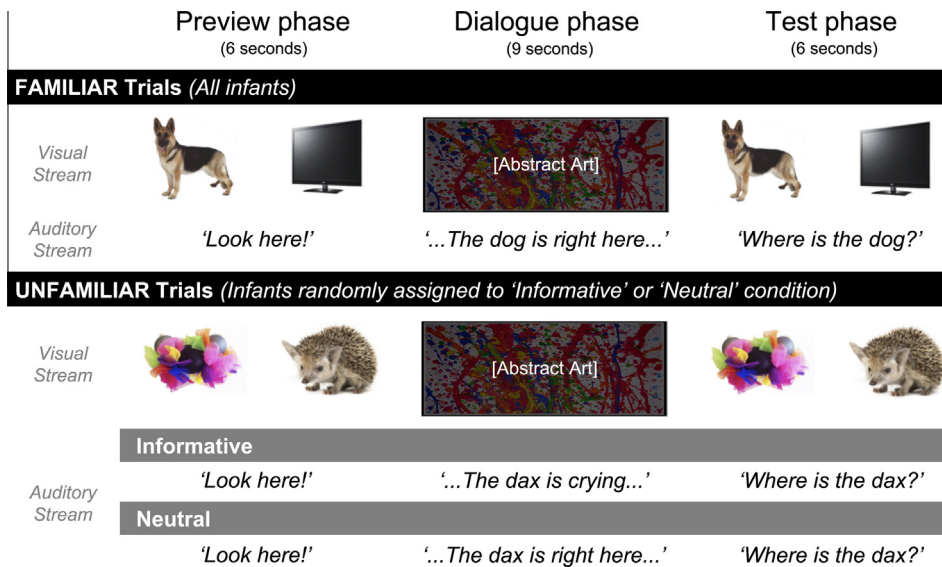 Preview phase Dialogue phase Test phase
(6 seconds) (9 seconds) (6 seconds)
FAMILIAR Trials (All infants)
Visual
Stream
[Abstract Art]
Auditory
Stream
‘Look here!’ ‘...The dog is right here...’ ‘Where is the dog?’
UNFAMILIAR Trials (Infants randomly assigned to ‘Informative’ or ‘Neutral’ condition)
Visual
Stream
[Abstract Art]
Informative
Auditory
Stream
‘Look here!’ ‘...The dax is crying...’ ‘Where is the dax?’
Neutral
‘Look here!’ ‘...The dax is right here...’ ‘Where is the dax?’